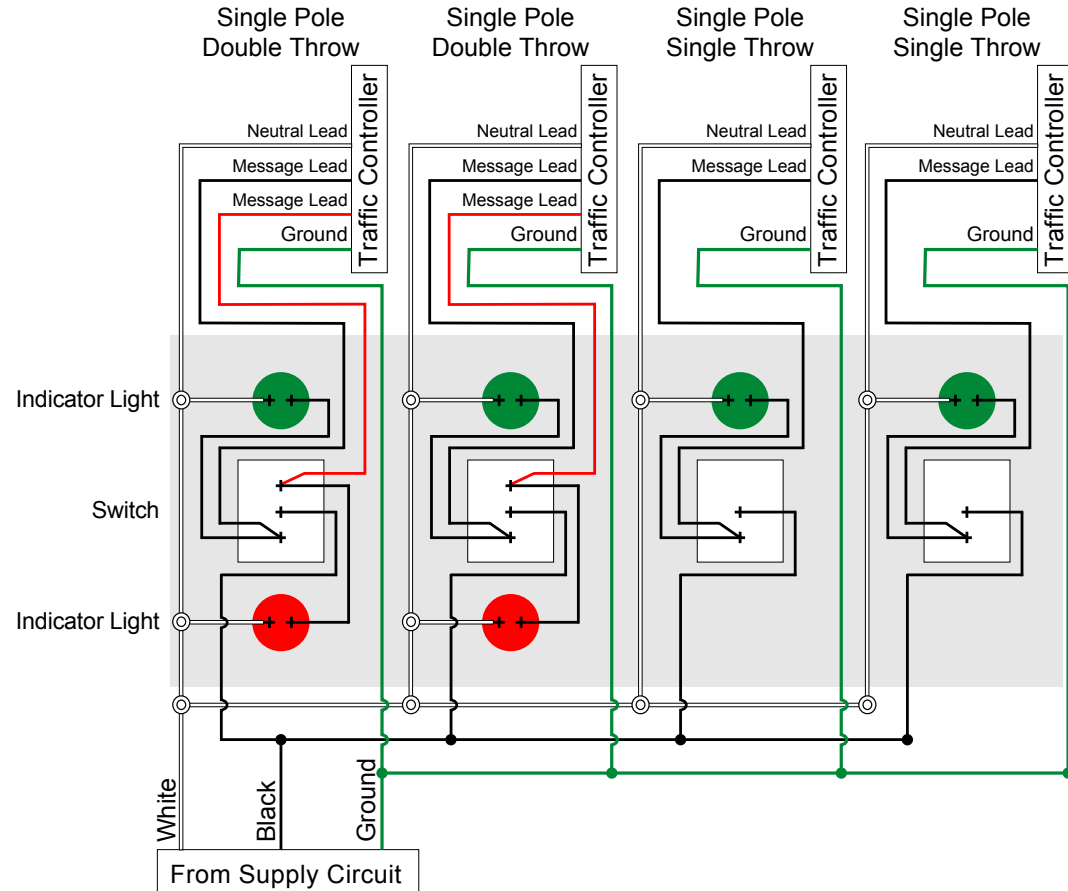 Single Pole
Double Throw
Single Pole
Double Throw
Single Pole
Single Throw
Single Pole
Single Throw
Neutral Lead
Message Lead
Message Lead
Ground
Traffic Controller
Neutral Lead
Message Lead
Message Lead
Ground
Traffic Controller
Neutral Lead
Message Lead
Ground
Traffic Controller
Neutral Lead
Message Lead
Ground
Traffic Controller
Indicator Light
Switch
Indicator Light
White
Black
Ground
From Supply Circuit